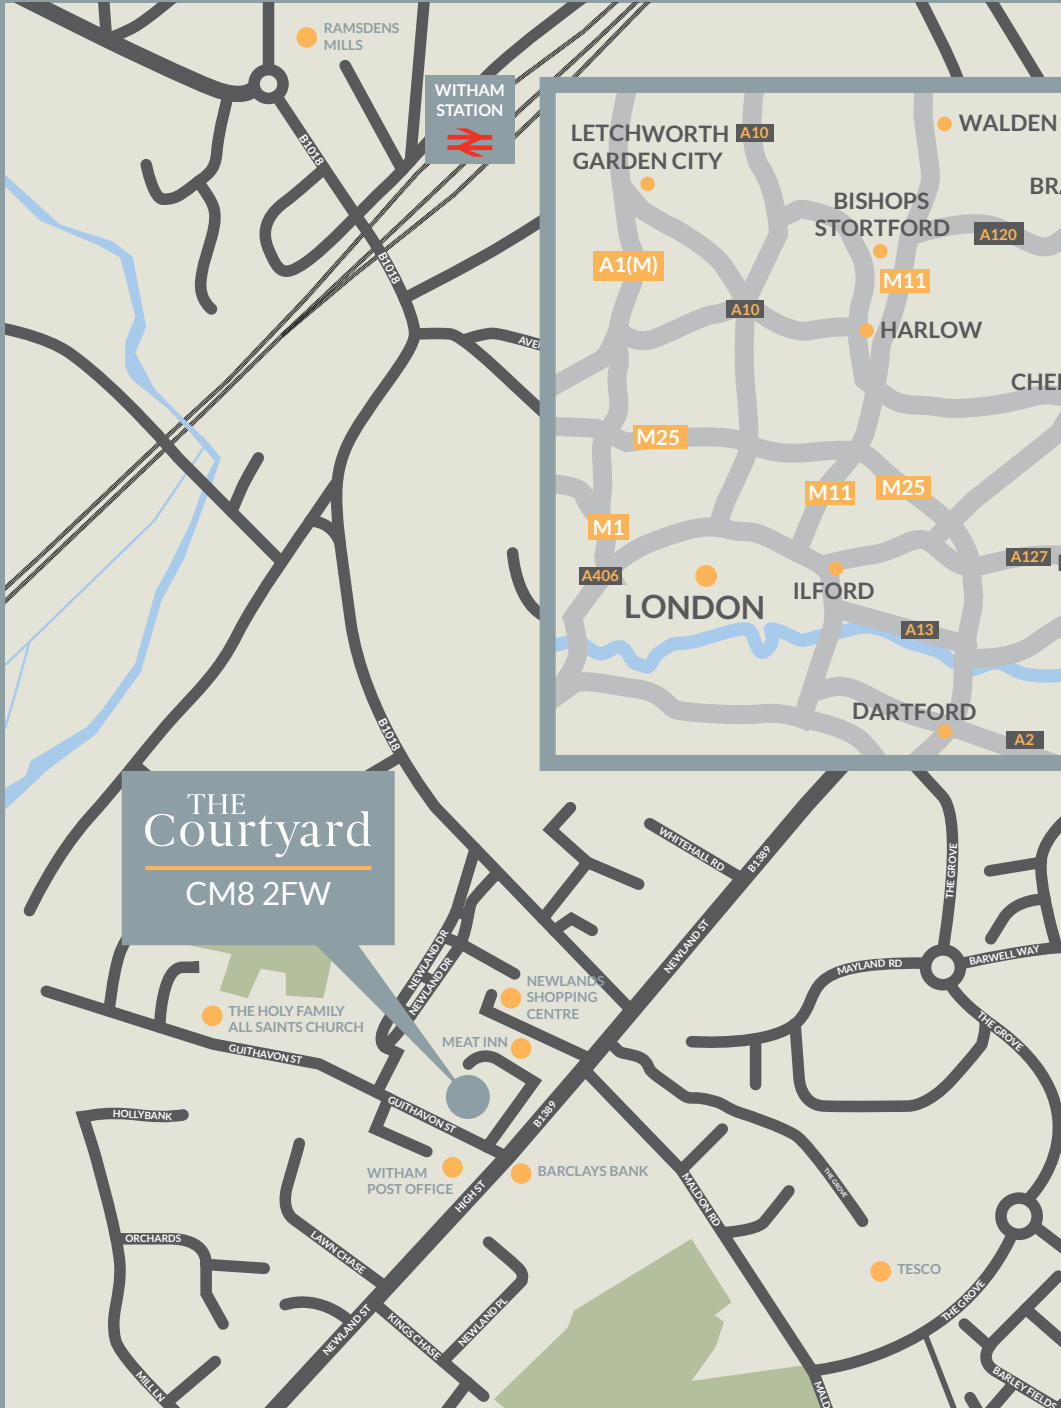 RAMSDENS
MILLS
WITHAM
STATION
B1018
B1018
LETCHWORTH
GARDEN CITY
A10
WALDEN
BISHOPS
STORTFORD
A120
A1(M)
M11
A10
HARLOW
M25
M11
M25
M1
A406
A127
LONDON
ILFORD
A13
DARTFORD
A2
B1018
THE
Courtyard
CM8 2FW
WHITEHALL RD
B1389
THE GROVE
NEWLAND ST
NEWLAND DR
NEWLAND DR
MAYLAND RD
BARWELL WAY
NEWLANDS
SHOPPING
CENTRE
THE HOLY FAMILY
ALL SAINTS CHURCH
GUITHAVON ST
MEAT INN
THE GROVE
HOLLYBANK
GUITHAVON ST
B1389
WITHAM
POST OFFICE
BARCLAYS BANK
HIGH ST
MALDON RD
THE GROVE
ORCHARDS
LAWN CHASE
TESCO
NEWLAND ST
KINGS CHASE
NEWLAND PL
THE GROVE
MILL LN
BARLEY FIELDS